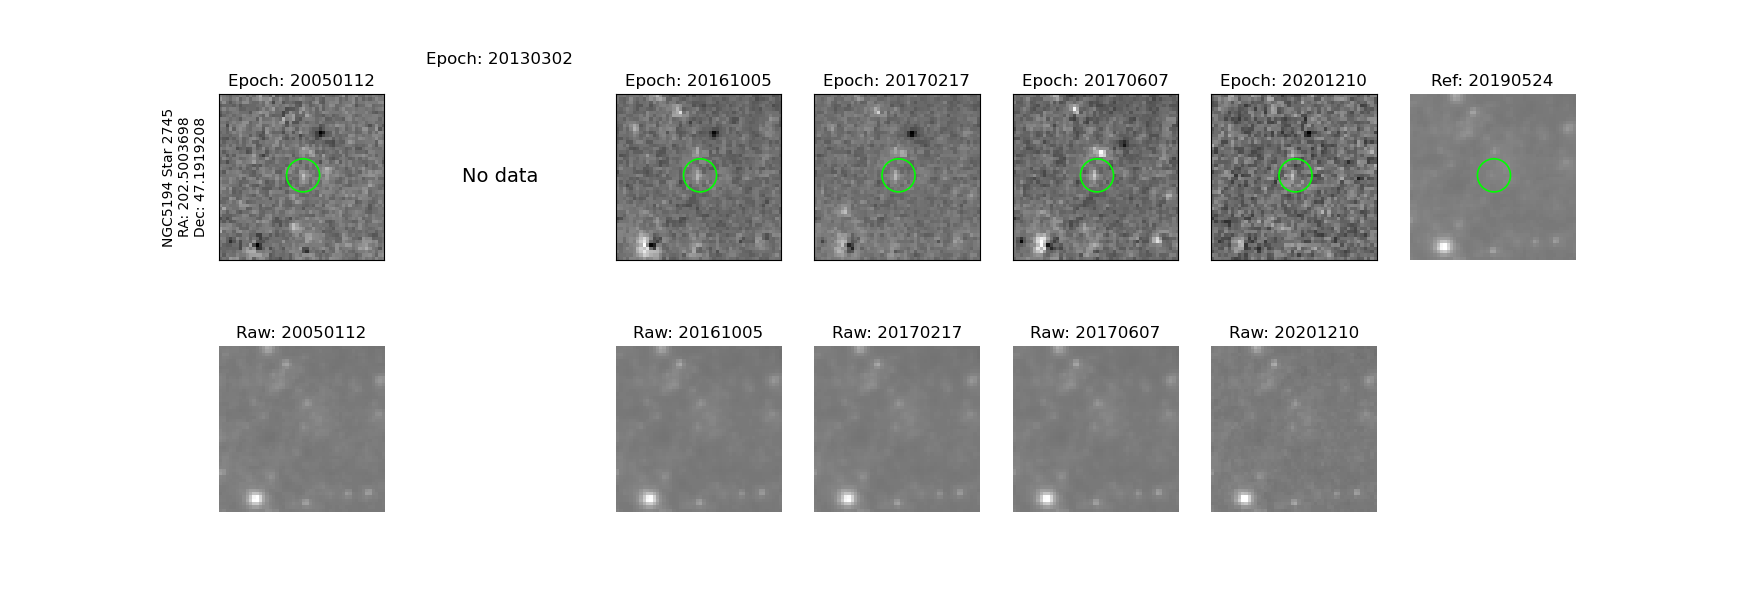 Epoch: 20130302
Epoch: 20050112
Epoch: 20161005
Epoch: 20170217
Epoch: 20170607
Epoch: 20201210
Ref: 20190524
NGC5194 Star 2745
RA: 202.5003698
Dec: 47.1919208
No data
Raw: 20050112
Raw: 20161005
Raw: 20170217
Raw: 20170607
Raw: 20201210